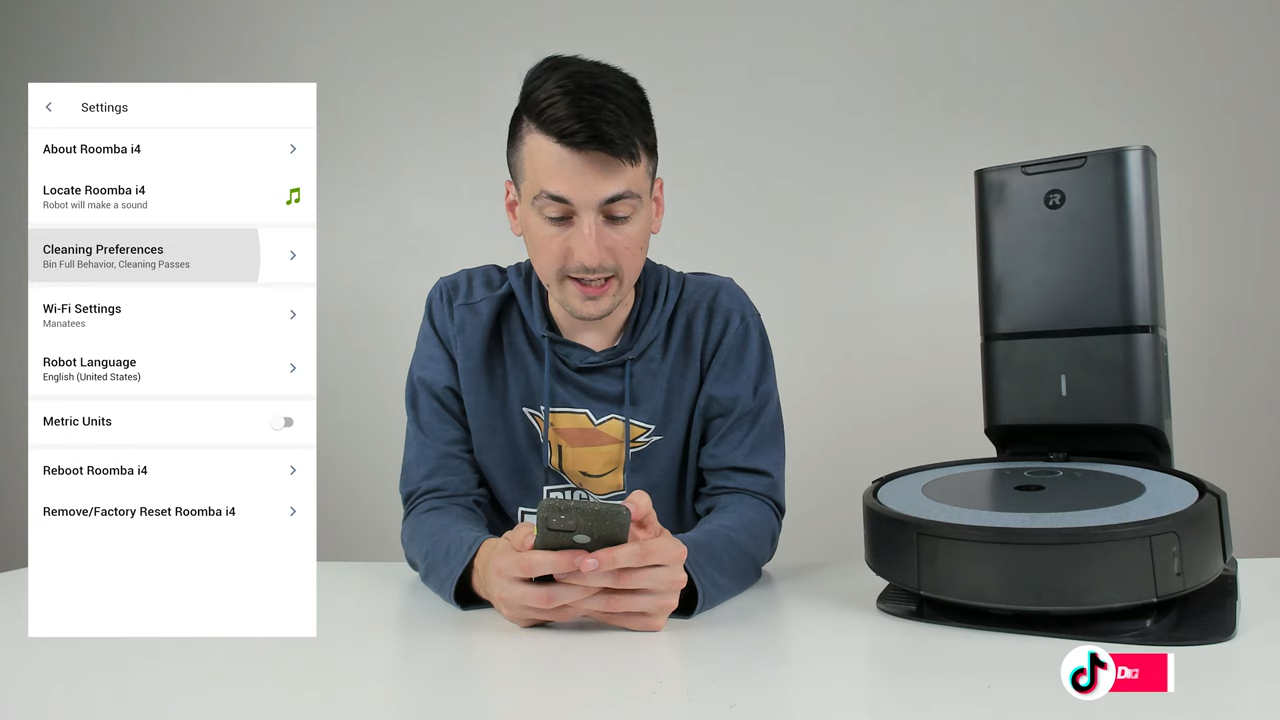 Settings
About Roomba i4
Locate Roomba i4
Robot will make a sound
Cleaning Preferences
Bin Full Behavior, Cleaning Passes
Wi-Fi Settings
Manatees
Robot Language
English (United States)
Metric Units
Reboot Roomba i4
Remove/Factory Reset Roomba i4